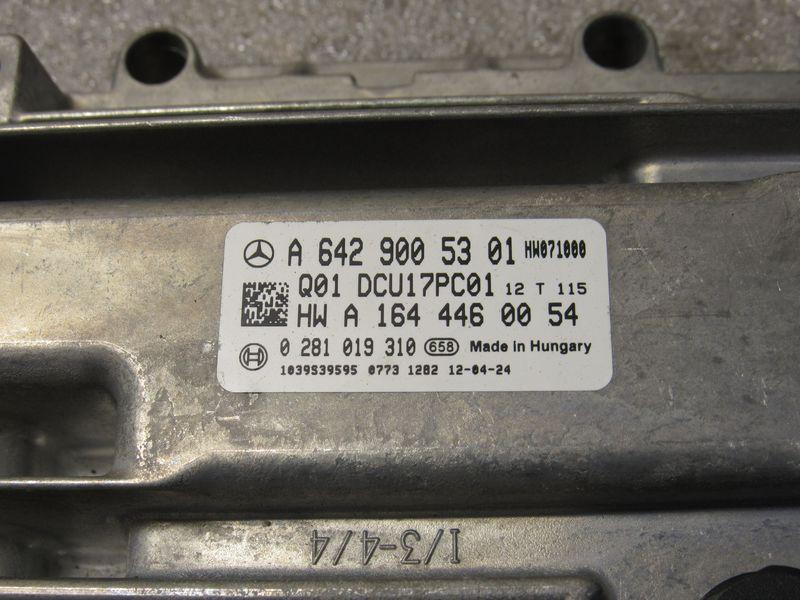 A 642 900 53 01 HW071000
Q01 DCU17PC01 12 T 115
HW A 164 446 00 54
0 281 019 310 658 Made in Hungary
1039S39595 0773 1282 12-04-24
1/3-4/4